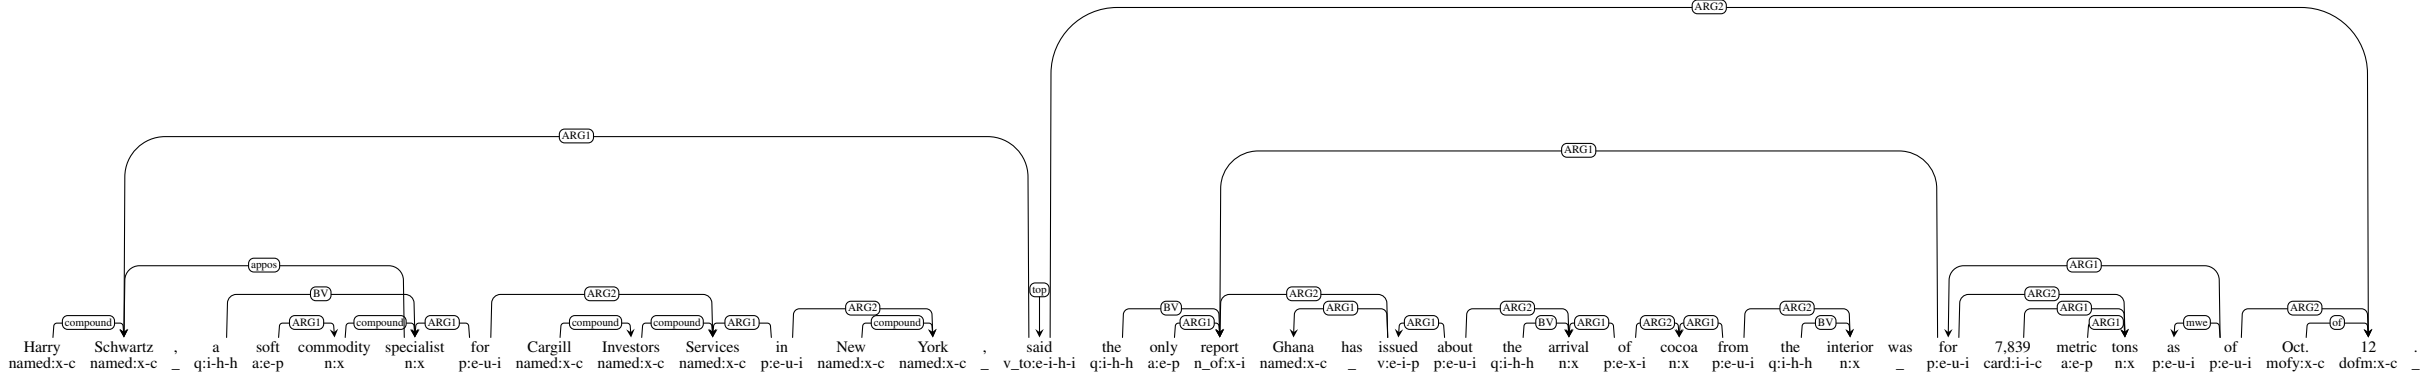 ARG2
ARG1
ARG1
appos ARG1
top
BV ARG2 ARG2 ARG2
ARG2 BV ARG1 ARG2 ARG2 ARG1 ARG2
compound ARG1 compound ARG1 compound compound ARG1 compound ARG1 ARG1 BV ARG1 ARG2 ARG1 BV ARG1 mwe of
Harry Schwartz , a soft commodity specialist for Cargill Investors Services in New York , said the only report Ghana has issued about the arrival of cocoa from the interior was for 7,839 metric tons as of Oct. 12 .
named:x-c named:x-c _ q:i-h-h a:e-p n:x n:x p:e-u-i named:x-c named:x-c named:x-c p:e-u-i named:x-c named:x-c _ v_to:e-i-h-i q:i-h-h a:e-p n_of:x-i named:x-c _ v:e-i-p p:e-u-i q:i-h-h n:x p:e-x-i n:x p:e-u-i q:i-h-h n:x _ p:e-u-i card:i-i-c a:e-p n:x p:e-u-i p:e-u-i mofy:x-c dofm:x-c _